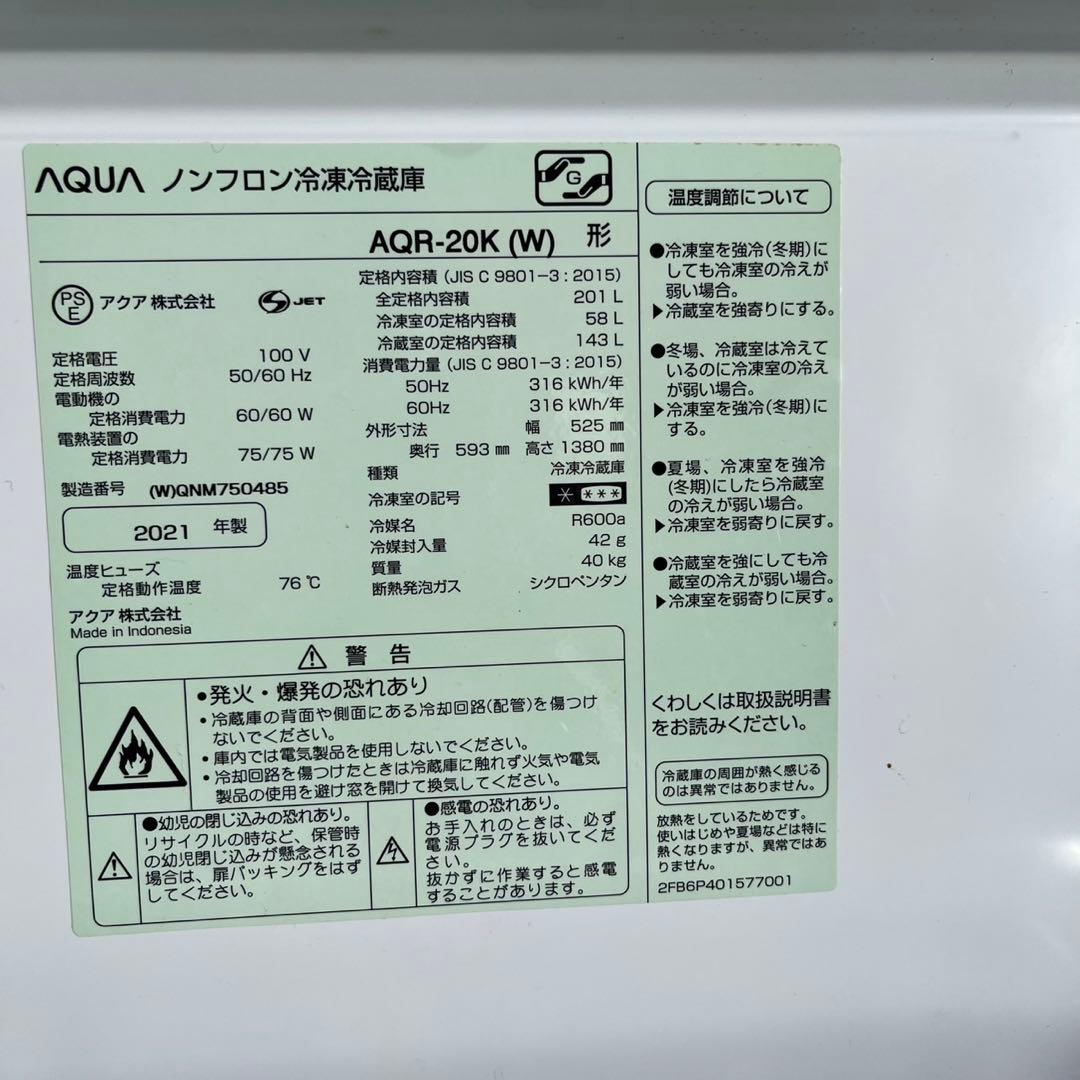 AQUA ノンフロン冷凍冷蔵庫
G
AQR-20K (W) 形
PS
E
アクア 株式会社
S JET
定格電圧 100 V
定格周波数 50/60 Hz
電動機の
定格消費電力 60/60 W
電熱装置の
定格消費電力 75/75 W
製造番号 (W)QNM750485
2021 年製
温度ヒューズ
定格動作温度 76 ℃
アクア 株式会社
Made in Indonesia
定格内容積 (JIS C 9801-3 : 2015)
全定格内容積 201 L
冷凍室の定格内容積 58 L
冷蔵室の定格内容積 143 L
消費電力量 (JIS C 9801-3 : 2015)
50Hz 316 kWh/年
60Hz 316 kWh/年
外形寸法 幅 525 ㎜
奥行 593 ㎜ 高さ 1380 ㎜
種類 冷凍冷蔵庫
冷凍室の記号 * ***
冷媒名 R600a
冷媒封入量 42 g
質量 40 kg
断熱発泡ガス シクロペンタン
警 告
・発火・爆発の恐れあり
・冷蔵庫の背面や側面にある冷却回路(配管)を傷つけ
ないでください。
・庫内では電気製品を使用しないでください。
・冷却回路を傷つけたときは冷蔵庫に触れず火気や電気
製品の使用を避け窓を開けて換気してください。
●幼児の閉じ込みの恐れあり。
リサイクルの時など、保管時
の幼児閉じ込みが懸念される
場合は、扉パッキングをはず
してください。
●感電の恐れあり。
お手入れのときは、必ず
電源プラグを抜いてくだ
さい。
抜かずに作業すると感電
することがあります。
温度調節について
●冷凍室を強冷(冬期)に
しても冷凍室の冷えが
弱い場合。
▶冷蔵室を強寄りにする。
●冬場、冷蔵室は冷えて
いるのに冷凍室の冷え
が弱い場合。
▶冷凍室を強冷(冬期)に
する。
●夏場、冷凍室を強冷
(冬期)にしたら冷蔵室
の冷えが弱い場合。
▶冷凍室を弱寄りに戻す。
●冷蔵室を強にしても冷
蔵室の冷えが弱い場合。
▶冷凍室を弱寄りに戻す。
くわしくは取扱説明書
をお読みください。
冷蔵庫の周囲が熱く感じる
のは異常ではありません。
放熱をしているためです。
使いはじめや夏場などは特に
熱くなりますが、異常ではあ
りません。
2FB6P401577001